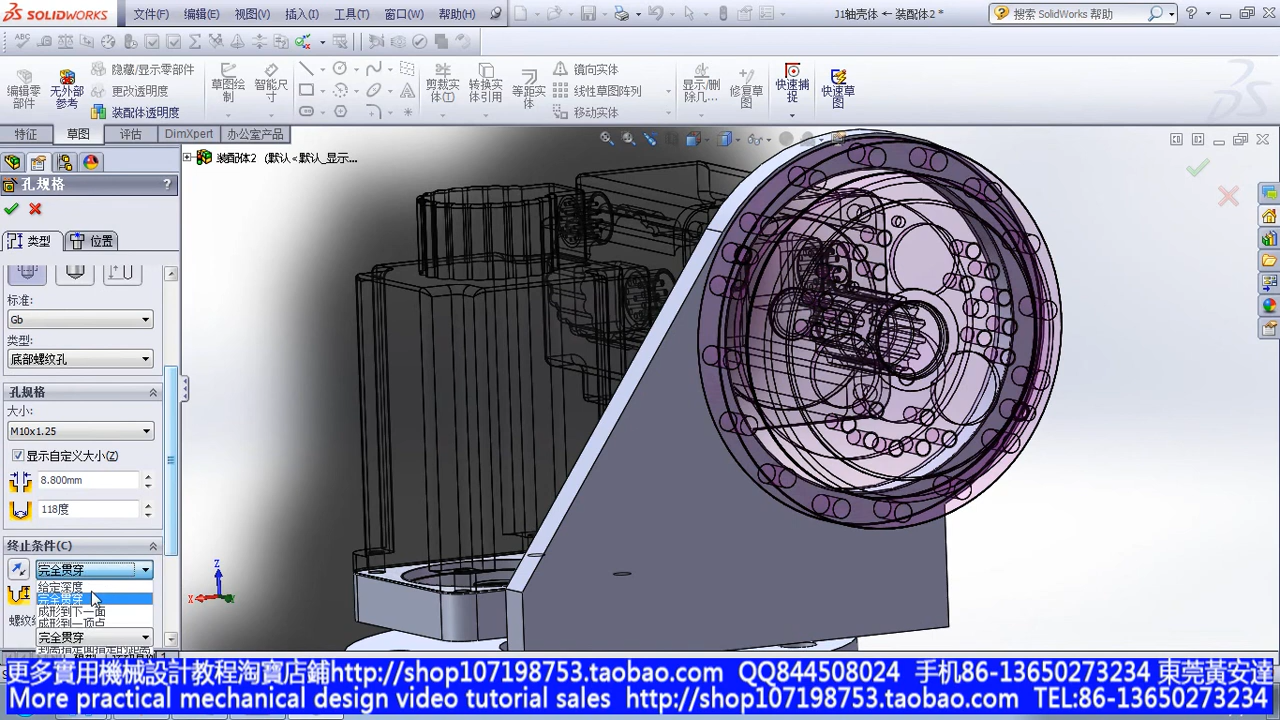 SOLIDWORKS 文件(F) 编辑(E) 视图(V) 插入(I) 工具(T) 窗口(W) 帮助(H) J1轴壳体 ← 装配体2 * 搜索 SolidWorks 帮助
编辑零部件 无外部参考 隐藏/显示零部件 更改透明度 装配体透明度 草图绘制 智能尺寸 剪裁实体(T) 转换实体引用 等距实体 镜向实体 线性草图阵列 移动实体 显示/删除几... 修复草图 快速捕捉 快速草图
特征 草图 评估 DimXpert 办公室产品
装配体2 (默认<默认_显示...
孔规格 ?
类型 位置
标准:
Gb
类型:
底部螺纹孔
孔规格
大小:
M10x1.25
显示自定义大小(Z)
8.800mm
118度
终止条件(C)
完全贯穿
给定深度
完全贯穿
成形到下一面
成形到一顶点
完全贯穿
Z
X
更多實用機械設計教程淘寶店鋪http://shop107198753.taobao.com QQ844508024 手机86-13650273234 東莞黃安達
More practical mechanical design video tutorial sales http://shop107198753.taobao.com TEL:86-13650273234